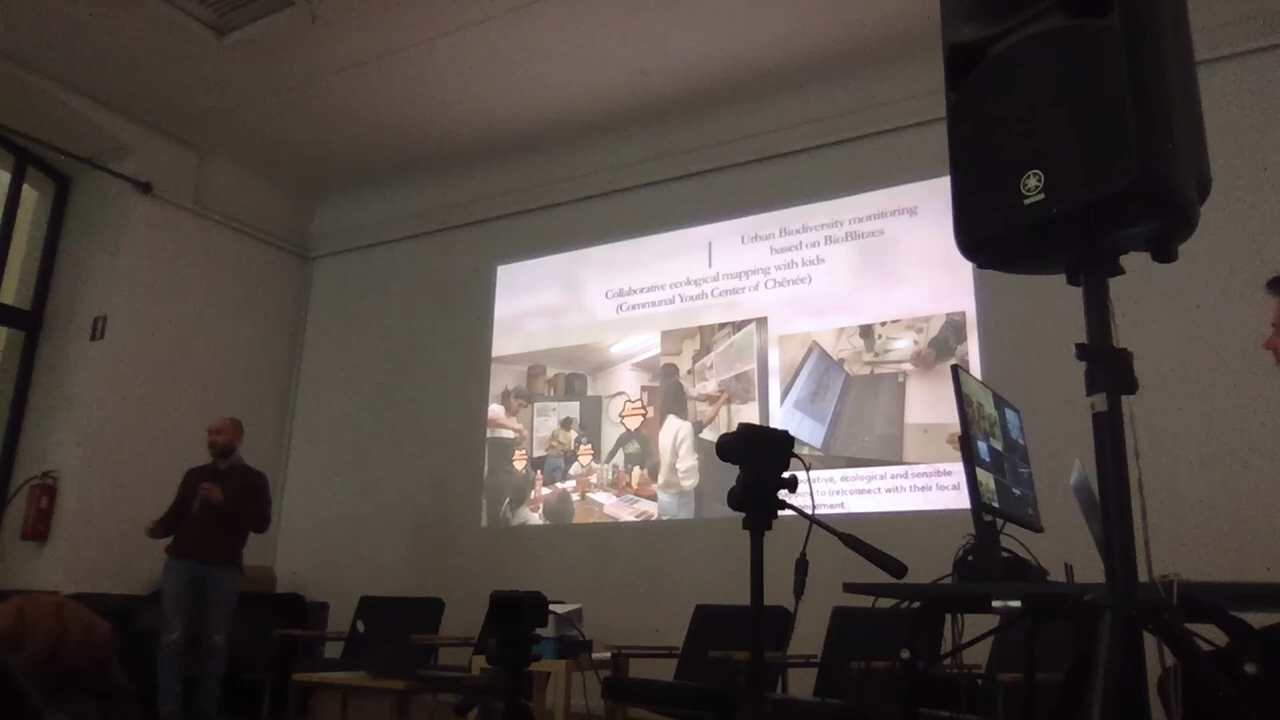 Urban Biodiversity monitoring
based on BioBlitzes
Collaborative ecological mapping with kids
(Communal Youth Center of Chênée)
ecological and sensible
to (re)connect with their local
YAMAHA